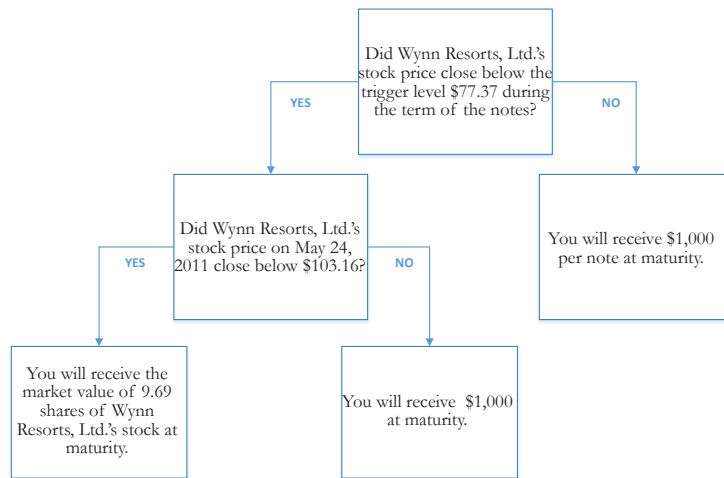 Did Wynn Resorts, Ltd.'s
stock price close below the
trigger level $77.37 during
the term of the notes?
YES
NO
Did Wynn Resorts, Ltd.'s
stock price on May 24,
2011 close below $103.16?
You will receive $1,000
per note at maturity.
YES
NO
You will receive the
market value of 9.69
shares of Wynn
Resorts, Ltd.'s stock at
maturity.
You will receive $1,000
at maturity.